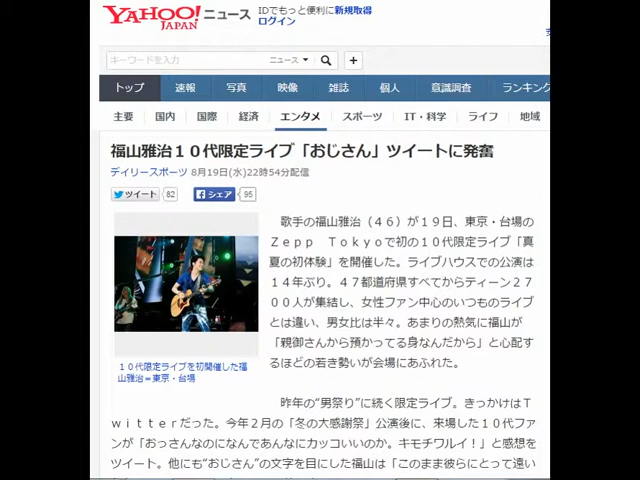 YAHOO! ニュース
JAPAN
IDでもっと便利に新規取得
ログイン
キーワードを入力
ニュース
トップ 速報 写真 映像 雑誌 個人 意識調査 ランキング
主要 国内 国際 経済 エンタメ スポーツ IT・科学 ライフ 地域
福山雅治１０代限定ライブ「おじさん」ツイートに発奮
デイリースポーツ 8月19日(水)22時54分配信
ツイート 82 シェア 95
歌手の福山雅治（４６）が１９日、東京・台場の
Ｚｅｐｐ　Ｔｏｋｙｏで初の１０代限定ライブ「真
夏の初体験」を開催した。ライブハウスでの公演は
１４年ぶり。４７都道府県すべてからティーン２７
００人が集結し、女性ファン中心のいつものライブ
とは違い、男女比は半々。あまりの熱気に福山が
「親御さんから預かってる身なんだから」と心配す
るほどの若き勢いが会場にあふれた。
１０代限定ライブを初開催した福
山雅治＝東京・台場
昨年の“男祭り”に続く限定ライブ。きっかけはＴ
ｗｉｔｔｅｒだった。今年２月の「冬の大感謝祭」公演後に、来場した１０代ファ
ンが「おっさんなのになんであんなにカッコいいのか。キモチワルイ！」と感想を
ツイート。他にも“おじさん”の文字を目にした福山は「このまま彼らにとって遠い